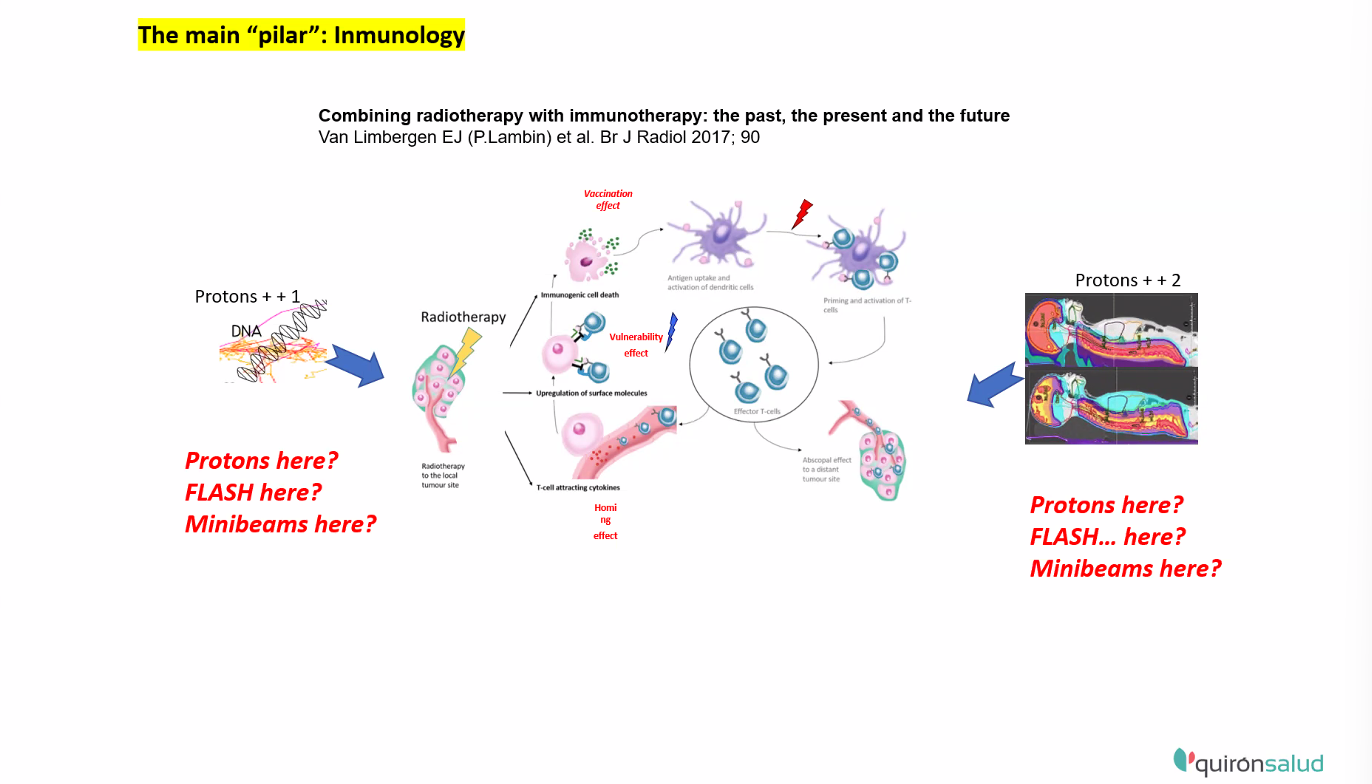 The main “pilar”: Inmunology
Combining radiotherapy with immunotherapy: the past, the present and the future
Van Limbergen EJ (P.Lambin) et al. Br J Radiol 2017; 90
Vaccination
effect
Antigen uptake and
activation of dendritic cells
Priming and activation of T-
cells
Immunogenic cell death
Protons + + 1
DNA
Radiotherapy
Vulnerability
effect
Protons + + 2
Upregulation of surface molecules
Effector T-cells
Radiotherapy
to the local
tumour site
T-cell attracting cytokines
Abscopal effect
to a distant
tumour site
Homi
ng
effect
Protons here?
FLASH here?
Minibeams here?
Protons here?
FLASH... here?
Minibeams here?
quirónsalud